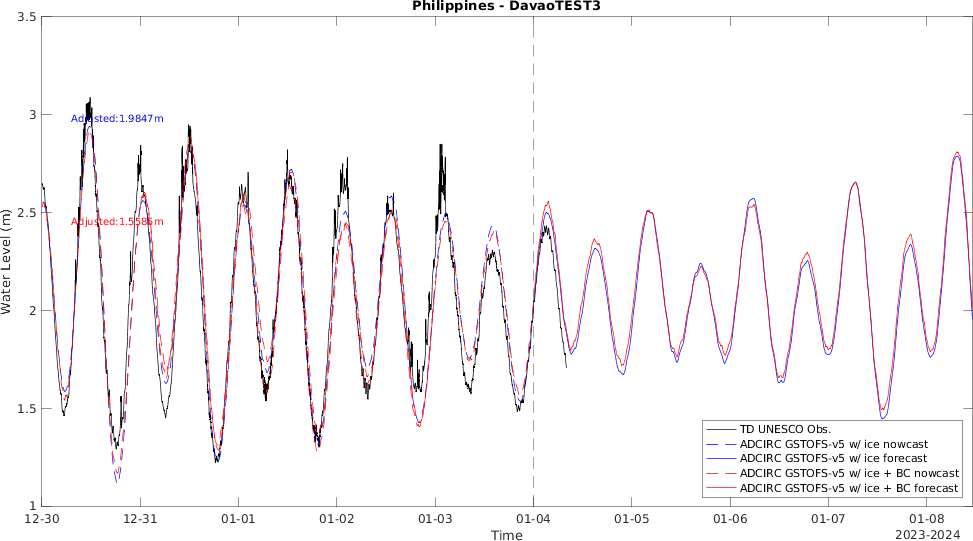 Philippines - DavaoTEST3
3.5
3
2.5
2
1.5
1
Water Level (m)
Adjusted:1.9847m
Adjusted:1.5585m
TD UNESCO Obs.
ADCIRC GSTOFS-v5 w/ ice nowcast
ADCIRC GSTOFS-v5 w/ ice forecast
ADCIRC GSTOFS-v5 w/ ice + BC nowcast
ADCIRC GSTOFS-v5 w/ ice + BC forecast
12-30 12-31 01-01 01-02 01-03 01-04 01-05 01-06 01-07 01-08
Time
2023-2024